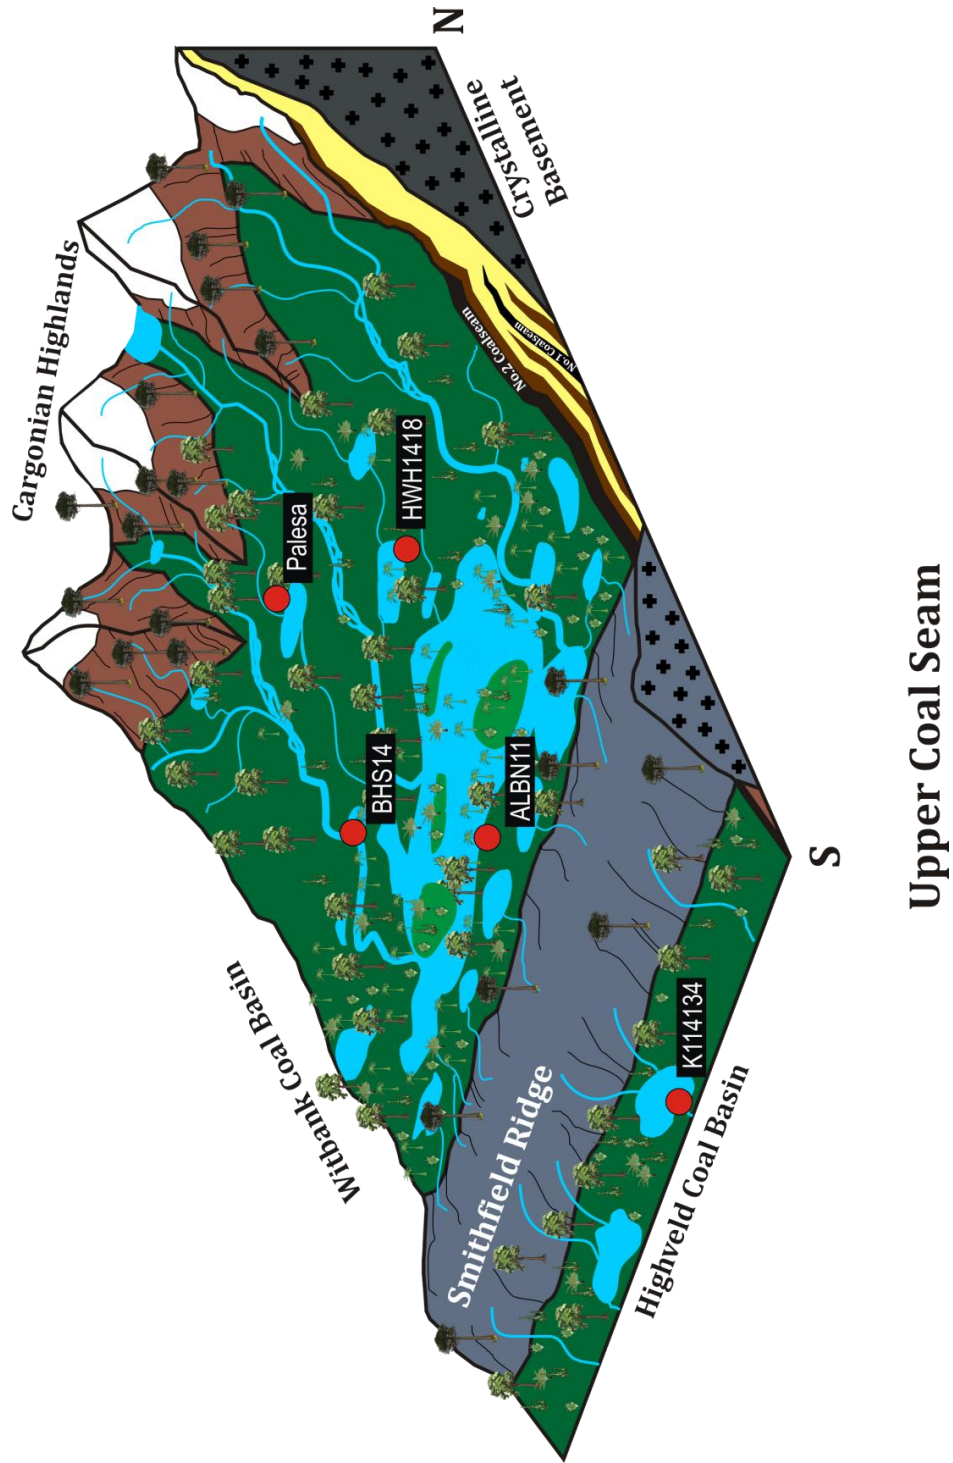 N
Cargonian Highlands
Crystalline
Basement
No.2 Coalseam
No.1 Coalseam
HWH1418
Palesa
BHS14
ALBN11
S
Witbank Coal Basin
K114134
Smithfield Ridge
Highveld Coal Basin
Upper Coal Seam